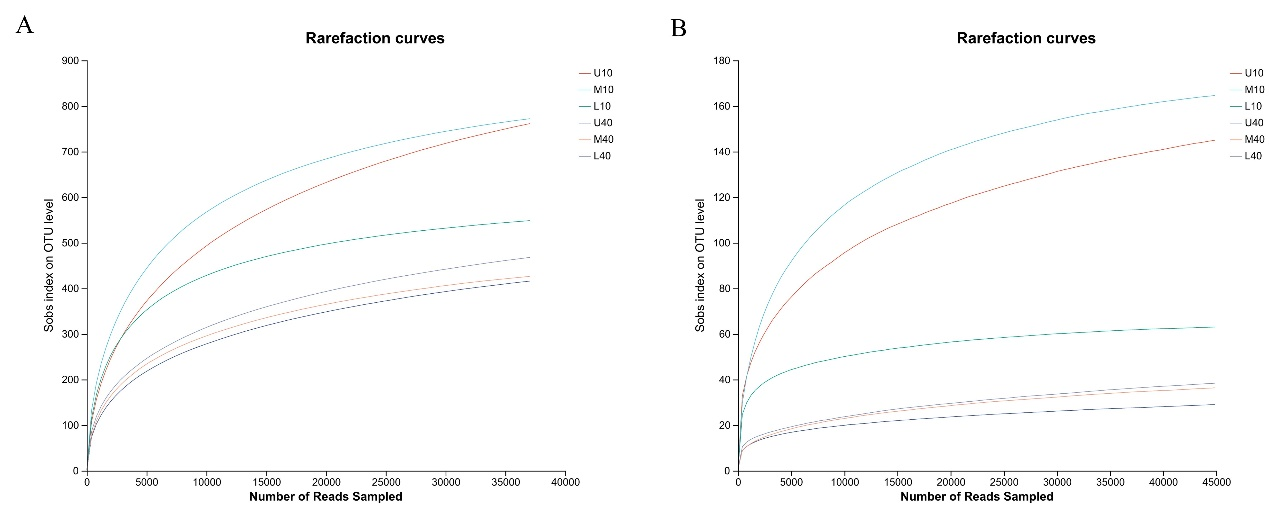 A
Rarefaction curves
900
800
700
600
500
400
300
200
100
0
Sobs index on OTU level
0 5000 10000 15000 20000 25000 30000 35000 40000
Number of Reads Sampled
U10
M10
L10
U40
M40
L40
B
Rarefaction curves
180
160
140
120
100
80
60
40
20
0
Sobs index on OTU level
0 5000 10000 15000 20000 25000 30000 35000 40000 45000
Number of Reads Sampled
U10
M10
L10
U40
M40
L40